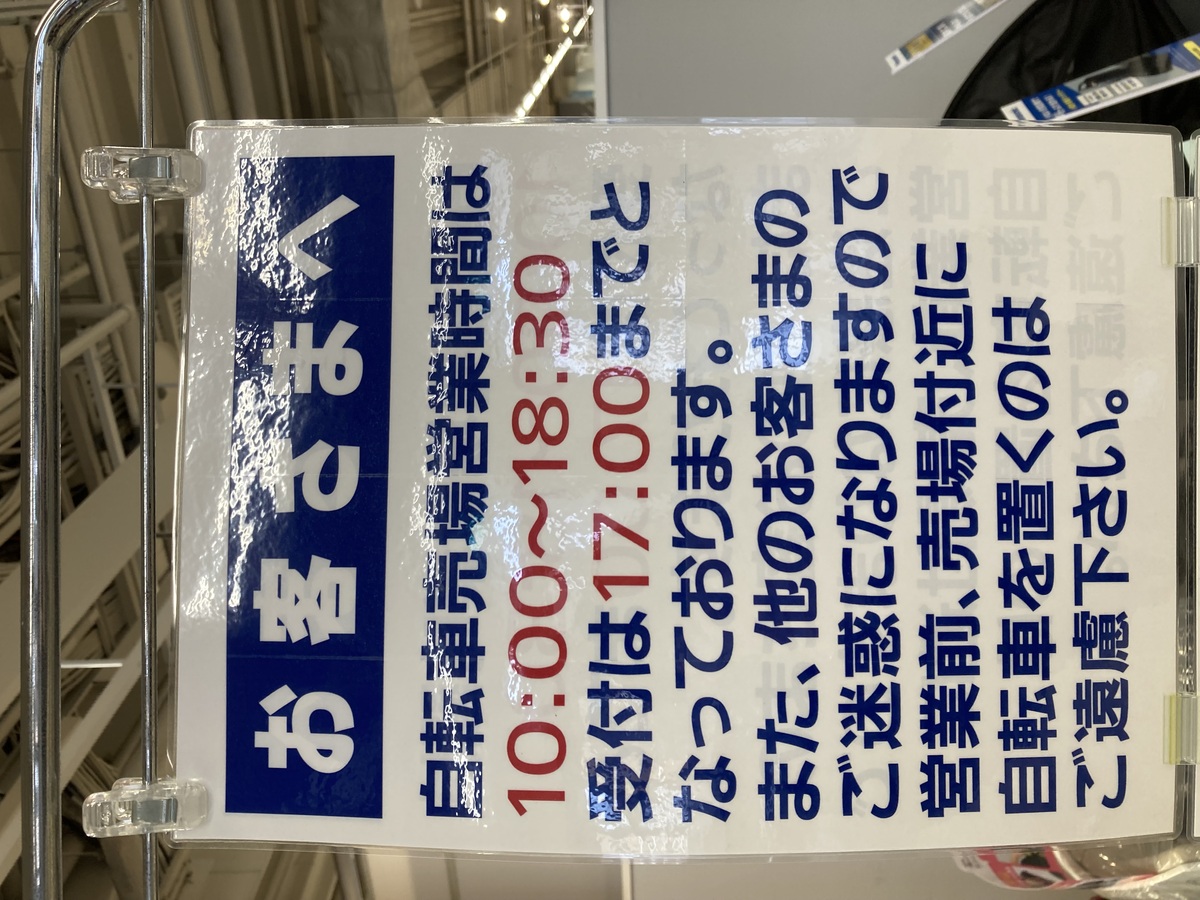 お客さまへ
自転車売場営業時間は
10:00~18:30
受付は17:00までと
なっております。
また、他のお客さまの
ご迷惑になりますので
営業前、売場付近に
自転車を置くのは
ご遠慮下さい。